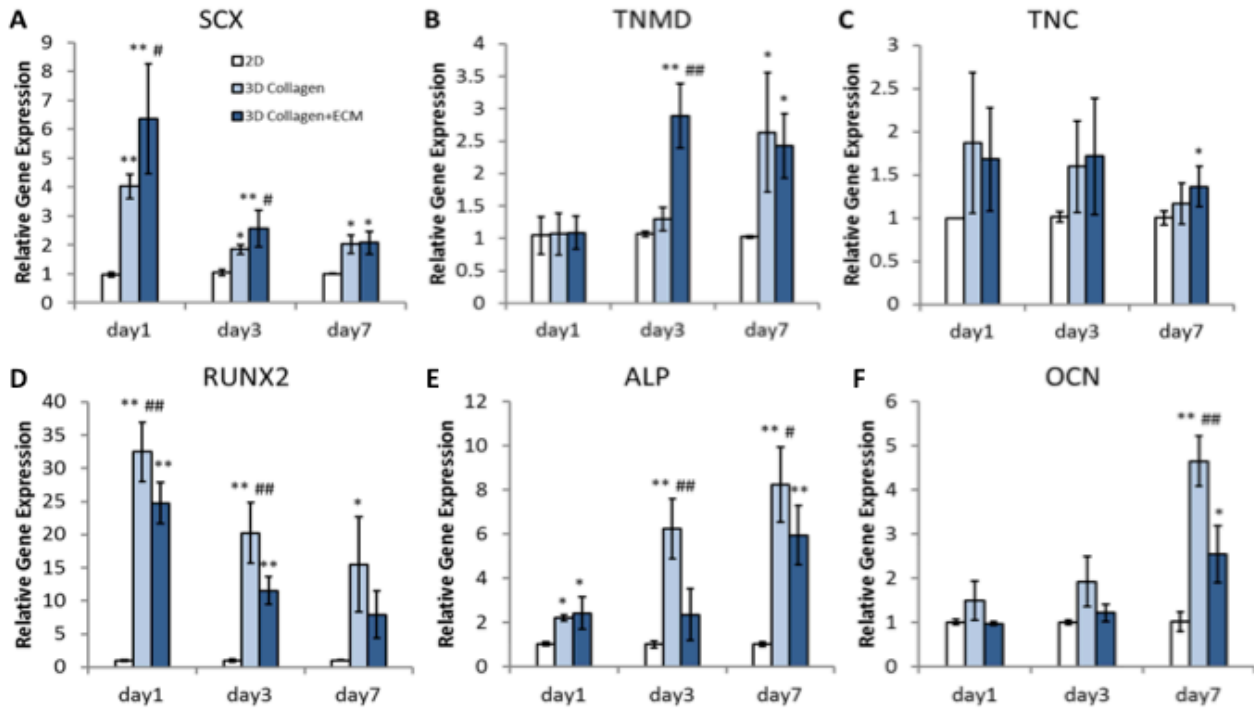 A SCX
Relative Gene Expression
9
8
7
6
5
4
3
2
1
0
2D
3D Collagen
3D Collagen+ECM
** ** #
* ** #
* *
day1 day3 day7
B TNMD
Relative Gene Expression
4
3.5
3
2.5
2
1.5
1
0.5
0
** ##
* *
day1 day3 day7
C TNC
Relative Gene Expression
3
2.5
2
1.5
1
0.5
0
*
day1 day3 day7
D RUNX2
Relative Gene Expression
40
35
30
25
20
15
10
5
0
** ## **
** ## **
*
day1 day3 day7
E ALP
Relative Gene Expression
12
10
8
6
4
2
0
* *
** ##
** # **
day1 day3 day7
F OCN
Relative Gene Expression
6
5
4
3
2
1
0
** ## *
day1 day3 day7